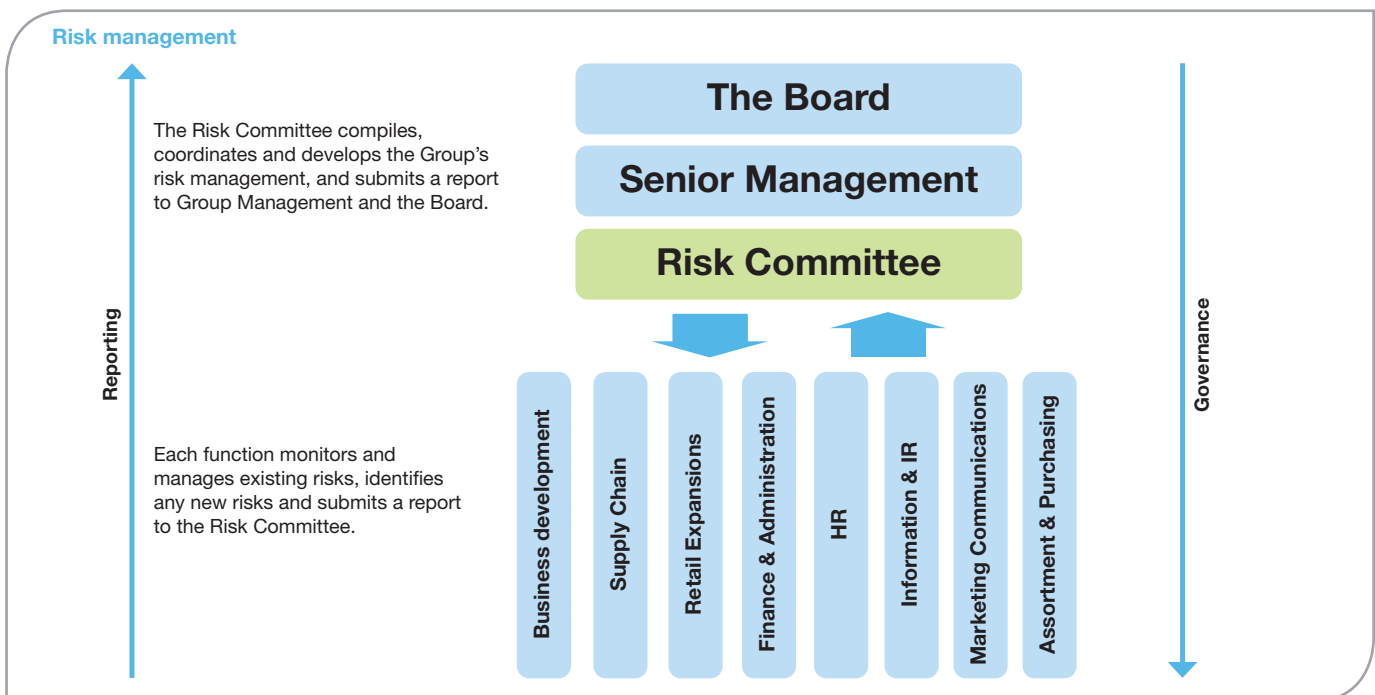 Risk management
The Risk Committee compiles,
coordinates and develops the Group’s
risk management, and submits a report
to Group Management and the Board.
The Board
Senior Management
Risk Committee
Reporting
Governance
Each function monitors and
manages existing risks, identifies
any new risks and submits a report
to the Risk Committee.
Business development
Supply Chain
Retail Expansions
Finance & Administration
HR
Information & IR
Marketing Communications
Assortment & Purchasing